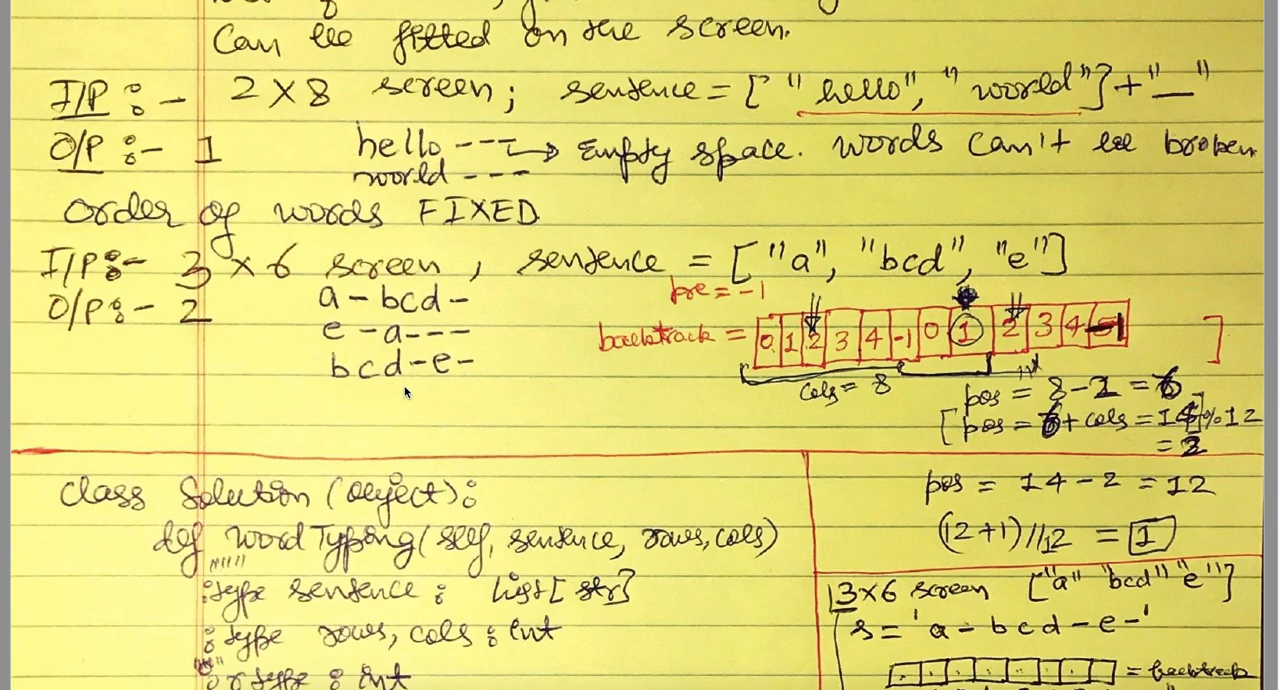 can be fitted on the screen.
I/P :- 2 X 8 screen; sentence = ["hello", "world"] + "_"
O/P :- 1 hello --- → Empty space. words can't be broken
world ---
Order of words FIXED
I/P :- 3 x 6 screen, sentence = ["a", "bcd", "e"]
O/P :- 2 a - bcd -
e - a ---
bcd - e -
pre = -1
backtrack = [0 1 2 3 4 -1 0 1 2 3 4 -1]
cols = 8
pos = 8 - 2 = 6
[pos = 6 + cols = 14] % 12
= 2
pos = 14 - 2 = 12
(12+1)//12 = 1
class Solution (object):
def wordTyping(self, sentence, rows, cols)
"""""
:type sentence: List[str]
:type rows, cols : int
:r type : int
3x6 screen ["a" "bcd" "e"]
s = 'a - bcd - e -'
= backtrack